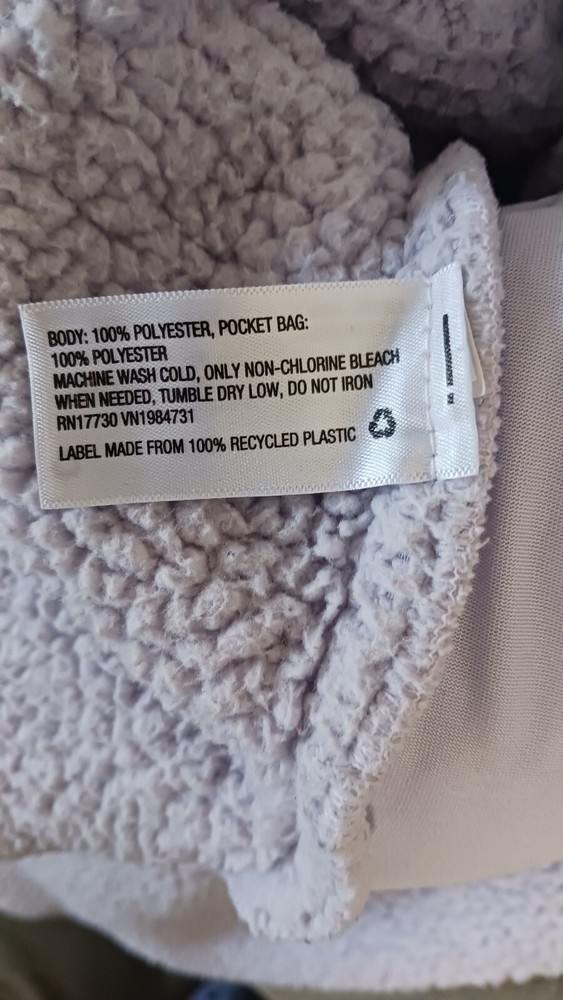 BODY: 100% POLYESTER, POCKET BAG:
100% POLYESTER
MACHINE WASH COLD, ONLY NON-CHLORINE BLEACH
WHEN NEEDED, TUMBLE DRY LOW, DO NOT IRON
RN17730 VN1984731
LABEL MADE FROM 100% RECYCLED PLASTIC